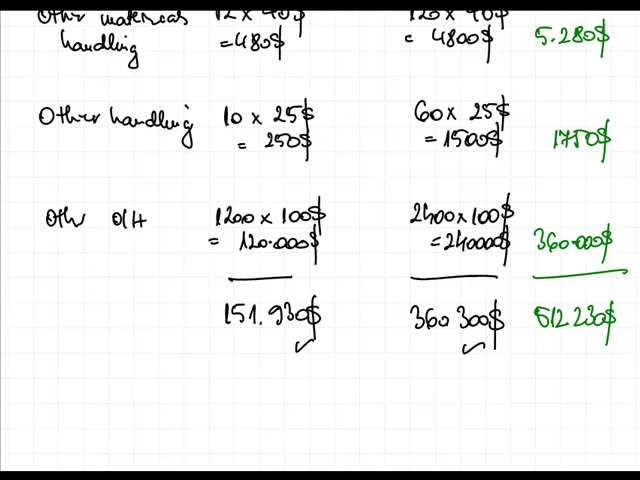 Other materials 12 x 40$ 120 x 40$
handling = 480$ = 4800$ 5.280$
Other handling 10 x 25$ 60 x 25$
= 250$ = 1500$ 1750$
Oth O/H 1200 x 100$ 2400 x 100$
= 120.000$ = 240000$ 360.000$
151.930$ 360 300$ 512 230$